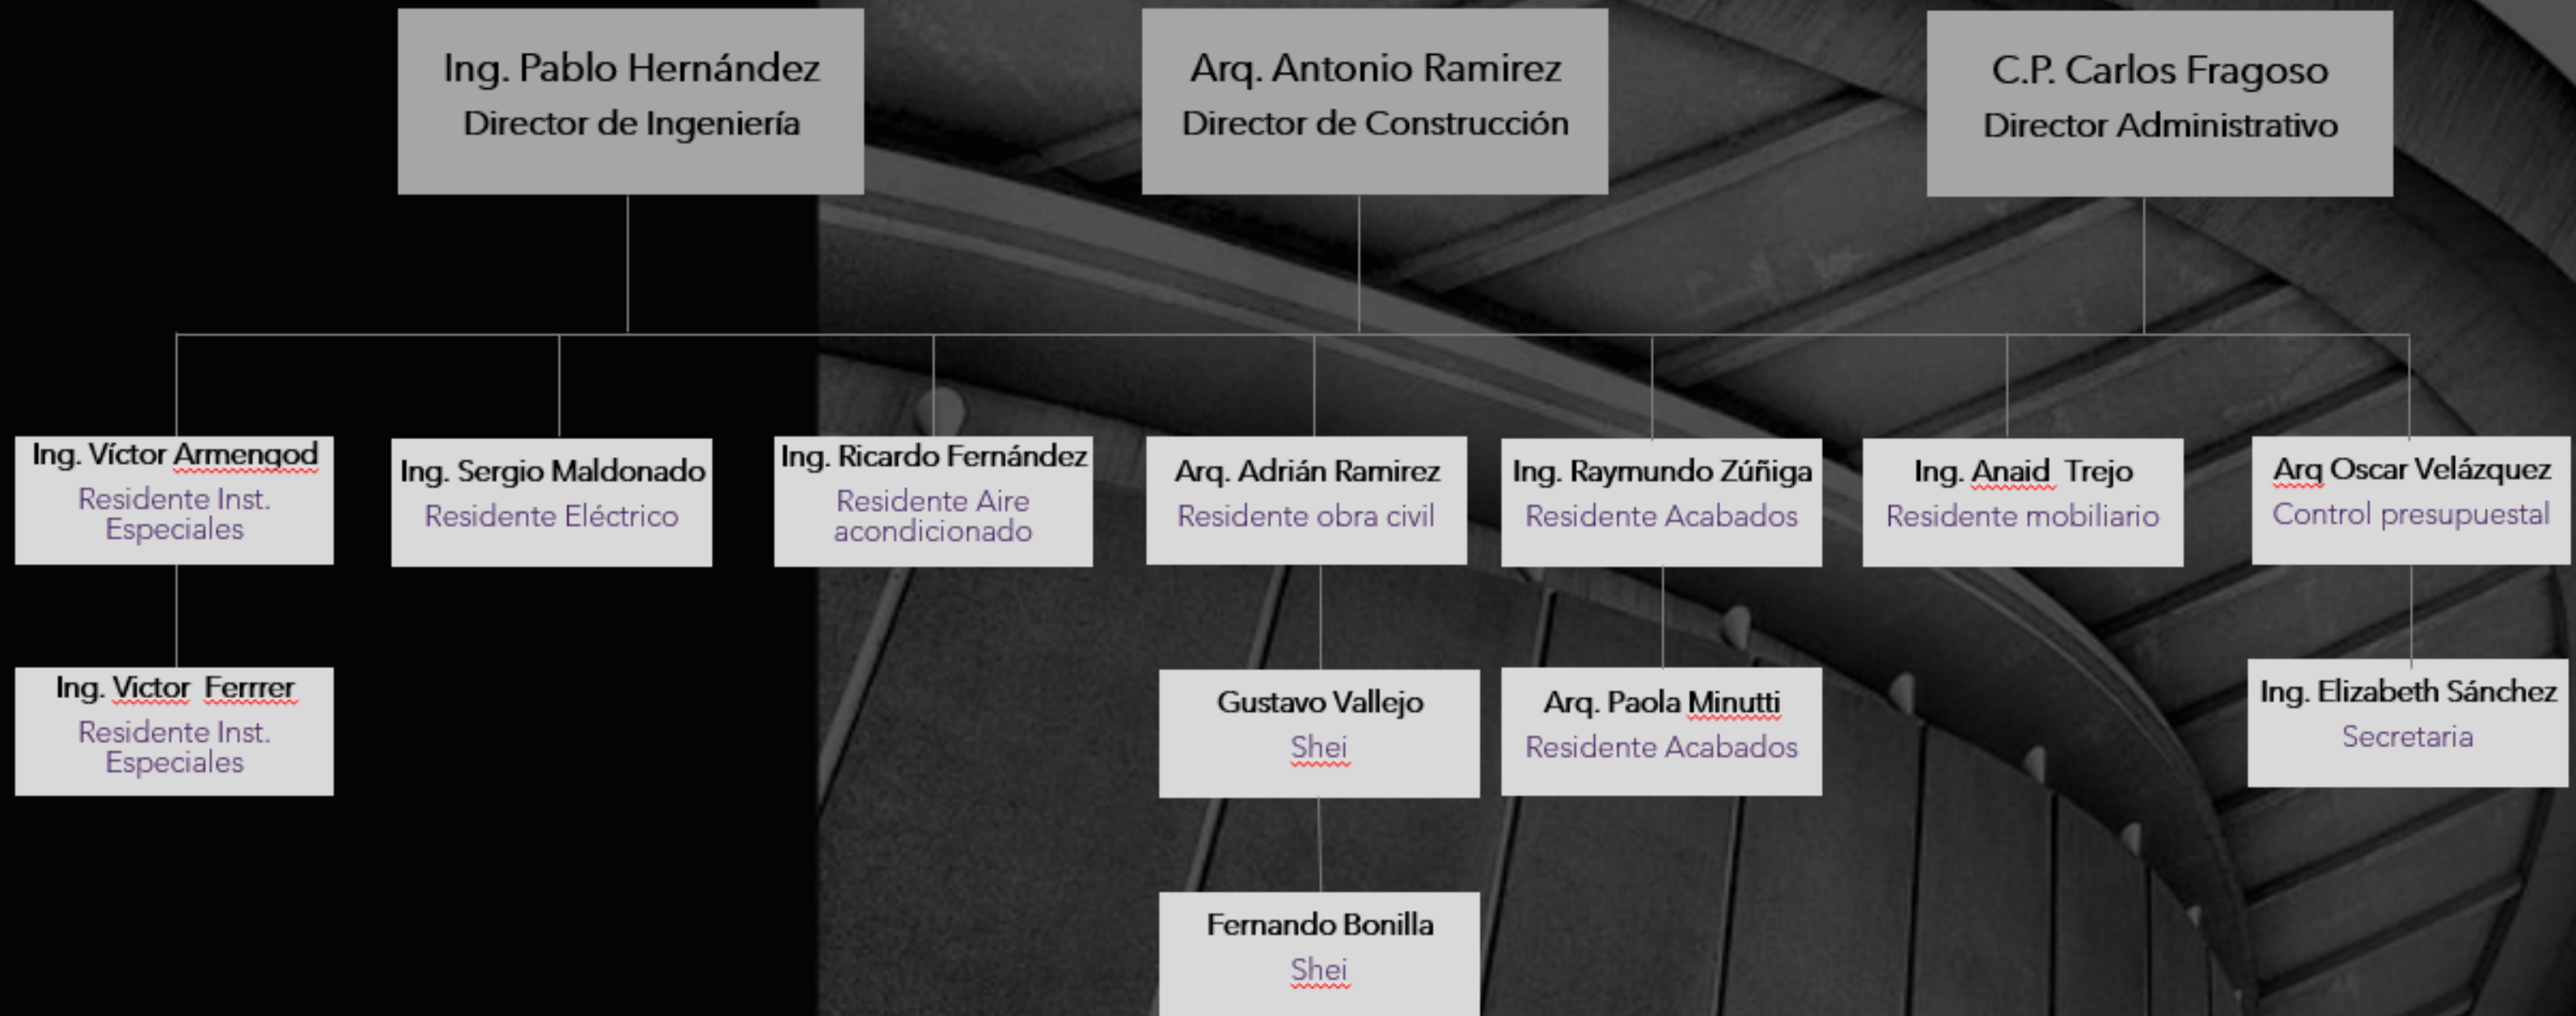 Ing. Pablo Hernández
Director de Ingeniería
Arq. Antonio Ramirez
Director de Construcción
C.P. Carlos Fragoso
Director Administrativo
Ing. Víctor Armengod
Residente Inst.
Especiales
Ing. Sergio Maldonado
Residente Eléctrico
Ing. Ricardo Fernández
Residente Aire
acondicionado
Arq. Adrián Ramirez
Residente obra civil
Ing. Raymundo Zúñiga
Residente Acabados
Ing. Anaid Trejo
Residente mobiliario
Arq Oscar Velázquez
Control presupuestal
Ing. Victor Ferrrer
Residente Inst.
Especiales
Gustavo Vallejo
Shei
Arq. Paola Minutti
Residente Acabados
Ing. Elizabeth Sánchez
Secretaria
Fernando Bonilla
Shei